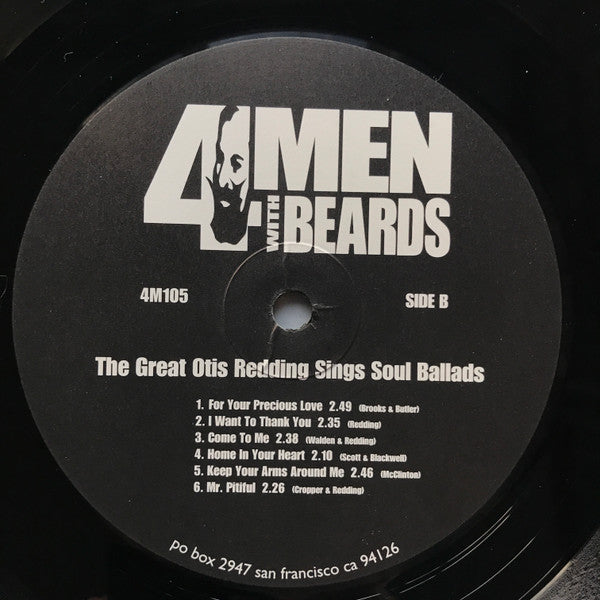 4 MEN
WITH BEARDS
4M105
SIDE B
The Great Otis Redding Sings Soul Ballads
1. For Your Precious Love 2.49 (Brooks & Butler)
2. I Want To Thank You 2.35 (Redding)
3. Come To Me 2.38 (Walden & Redding)
4. Home In Your Heart 2.10 (Scott & Blackwell)
5. Keep Your Arms Around Me 2.46 (McClinton)
6. Mr. Pitiful 2.26 (Cropper & Redding)
po box 2947 san francisco ca 94126